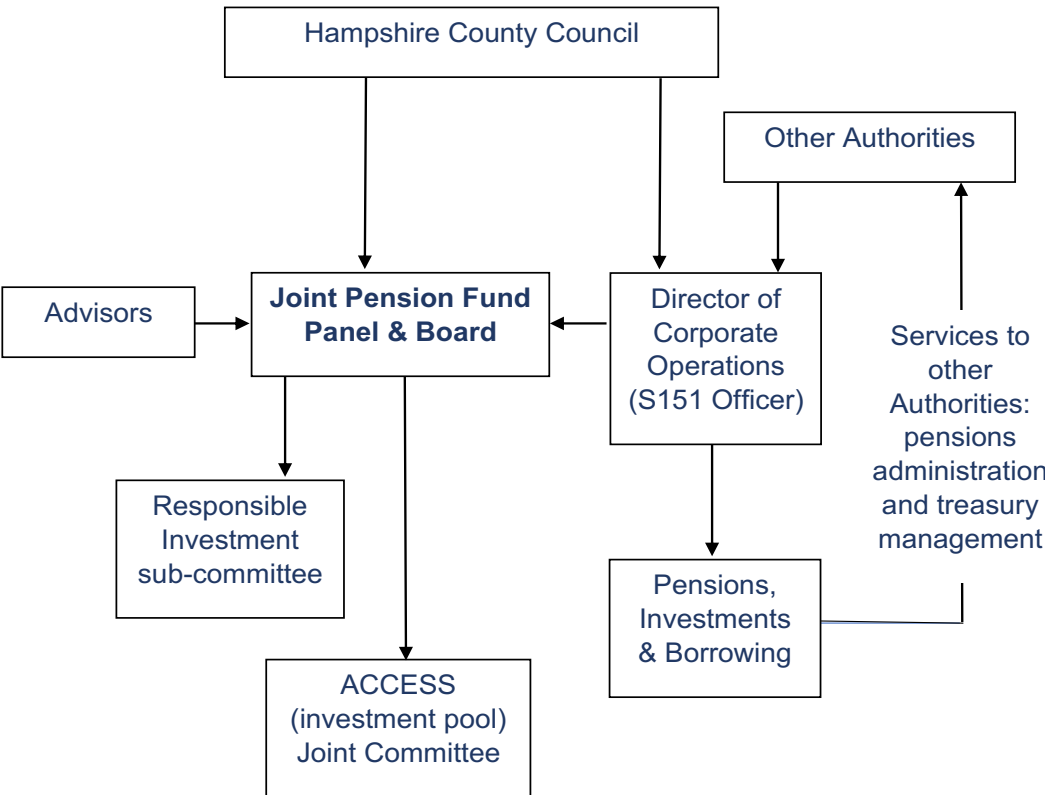 Hampshire County Council
Other Authorities
Advisors
Joint Pension Fund
Panel & Board
Director of
Corporate
Operations
(S151 Officer)
Services to
other
Authorities:
pensions
administration
and treasury
management
Responsible
Investment
sub-committee
Pensions,
Investments
& Borrowing
ACCESS
(investment pool)
Joint Committee